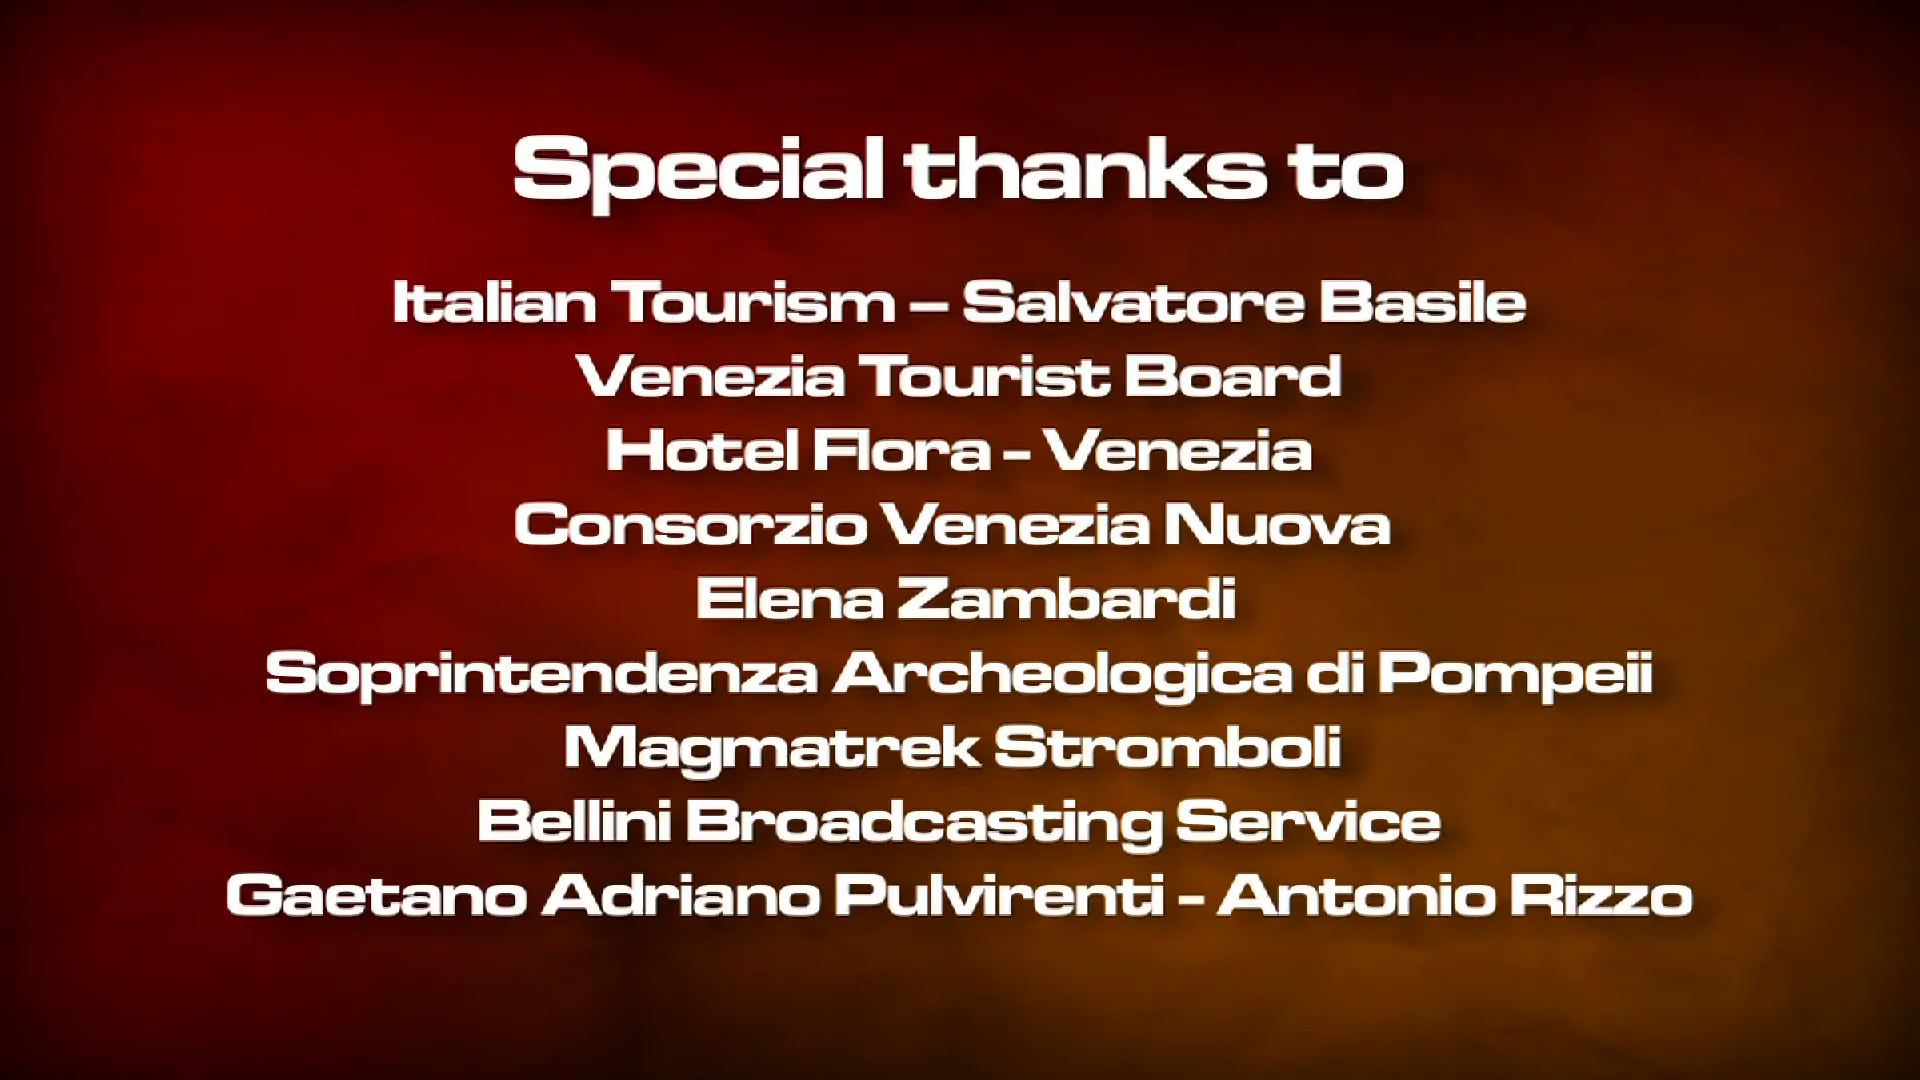 Special thanks to
Italian Tourism – Salvatore Basile
Venezia Tourist Board
Hotel Flora - Venezia
Consorzio Venezia Nuova
Elena Zambardi
Soprintendenza Archeologica di Pompeii
Magmatrek Stromboli
Bellini Broadcasting Service
Gaetano Adriano Pulvirenti - Antonio Rizzo